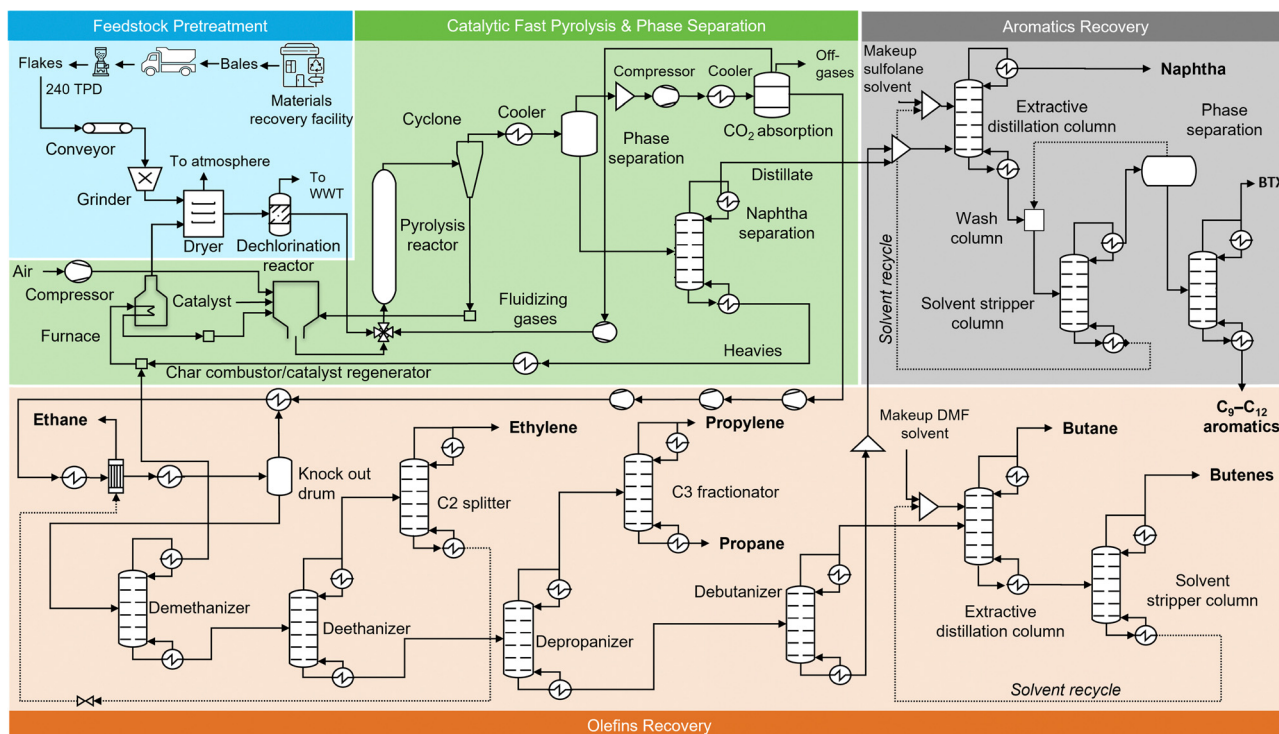 Feedstock Pretreatment
Catalytic Fast Pyrolysis & Phase Separation
Aromatics Recovery
Flakes
240 TPD
Bales
Materials
recovery facility
Conveyor
To atmosphere
To
WWT
Grinder
Dryer
Dechlorination
reactor
Air
Compressor
Catalyst
Furnace
Cyclone
Cooler
Pyrolysis
reactor
Compressor
Cooler
Off-
gases
CO₂ absorption
Phase
separation
Distillate
Naphtha
separation
Fluidizing
gases
Heavies
Char combustor/catalyst regenerator
Makeup
sulfolane
solvent
Naphtha
Extractive
distillation column
Phase
separation
BTX
Wash
column
Solvent stripper
column
Solvent recycle
C₉–C₁₂
aromatics
Ethane
Knock out
drum
Ethylene
C2 splitter
Propylene
C3 fractionator
Propane
Makeup DMF
solvent
Butane
Butenes
Demethanizer
Deethanizer
Depropanizer
Debutanizer
Extractive
distillation column
Solvent
stripper column
Solvent recycle
Olefins Recovery